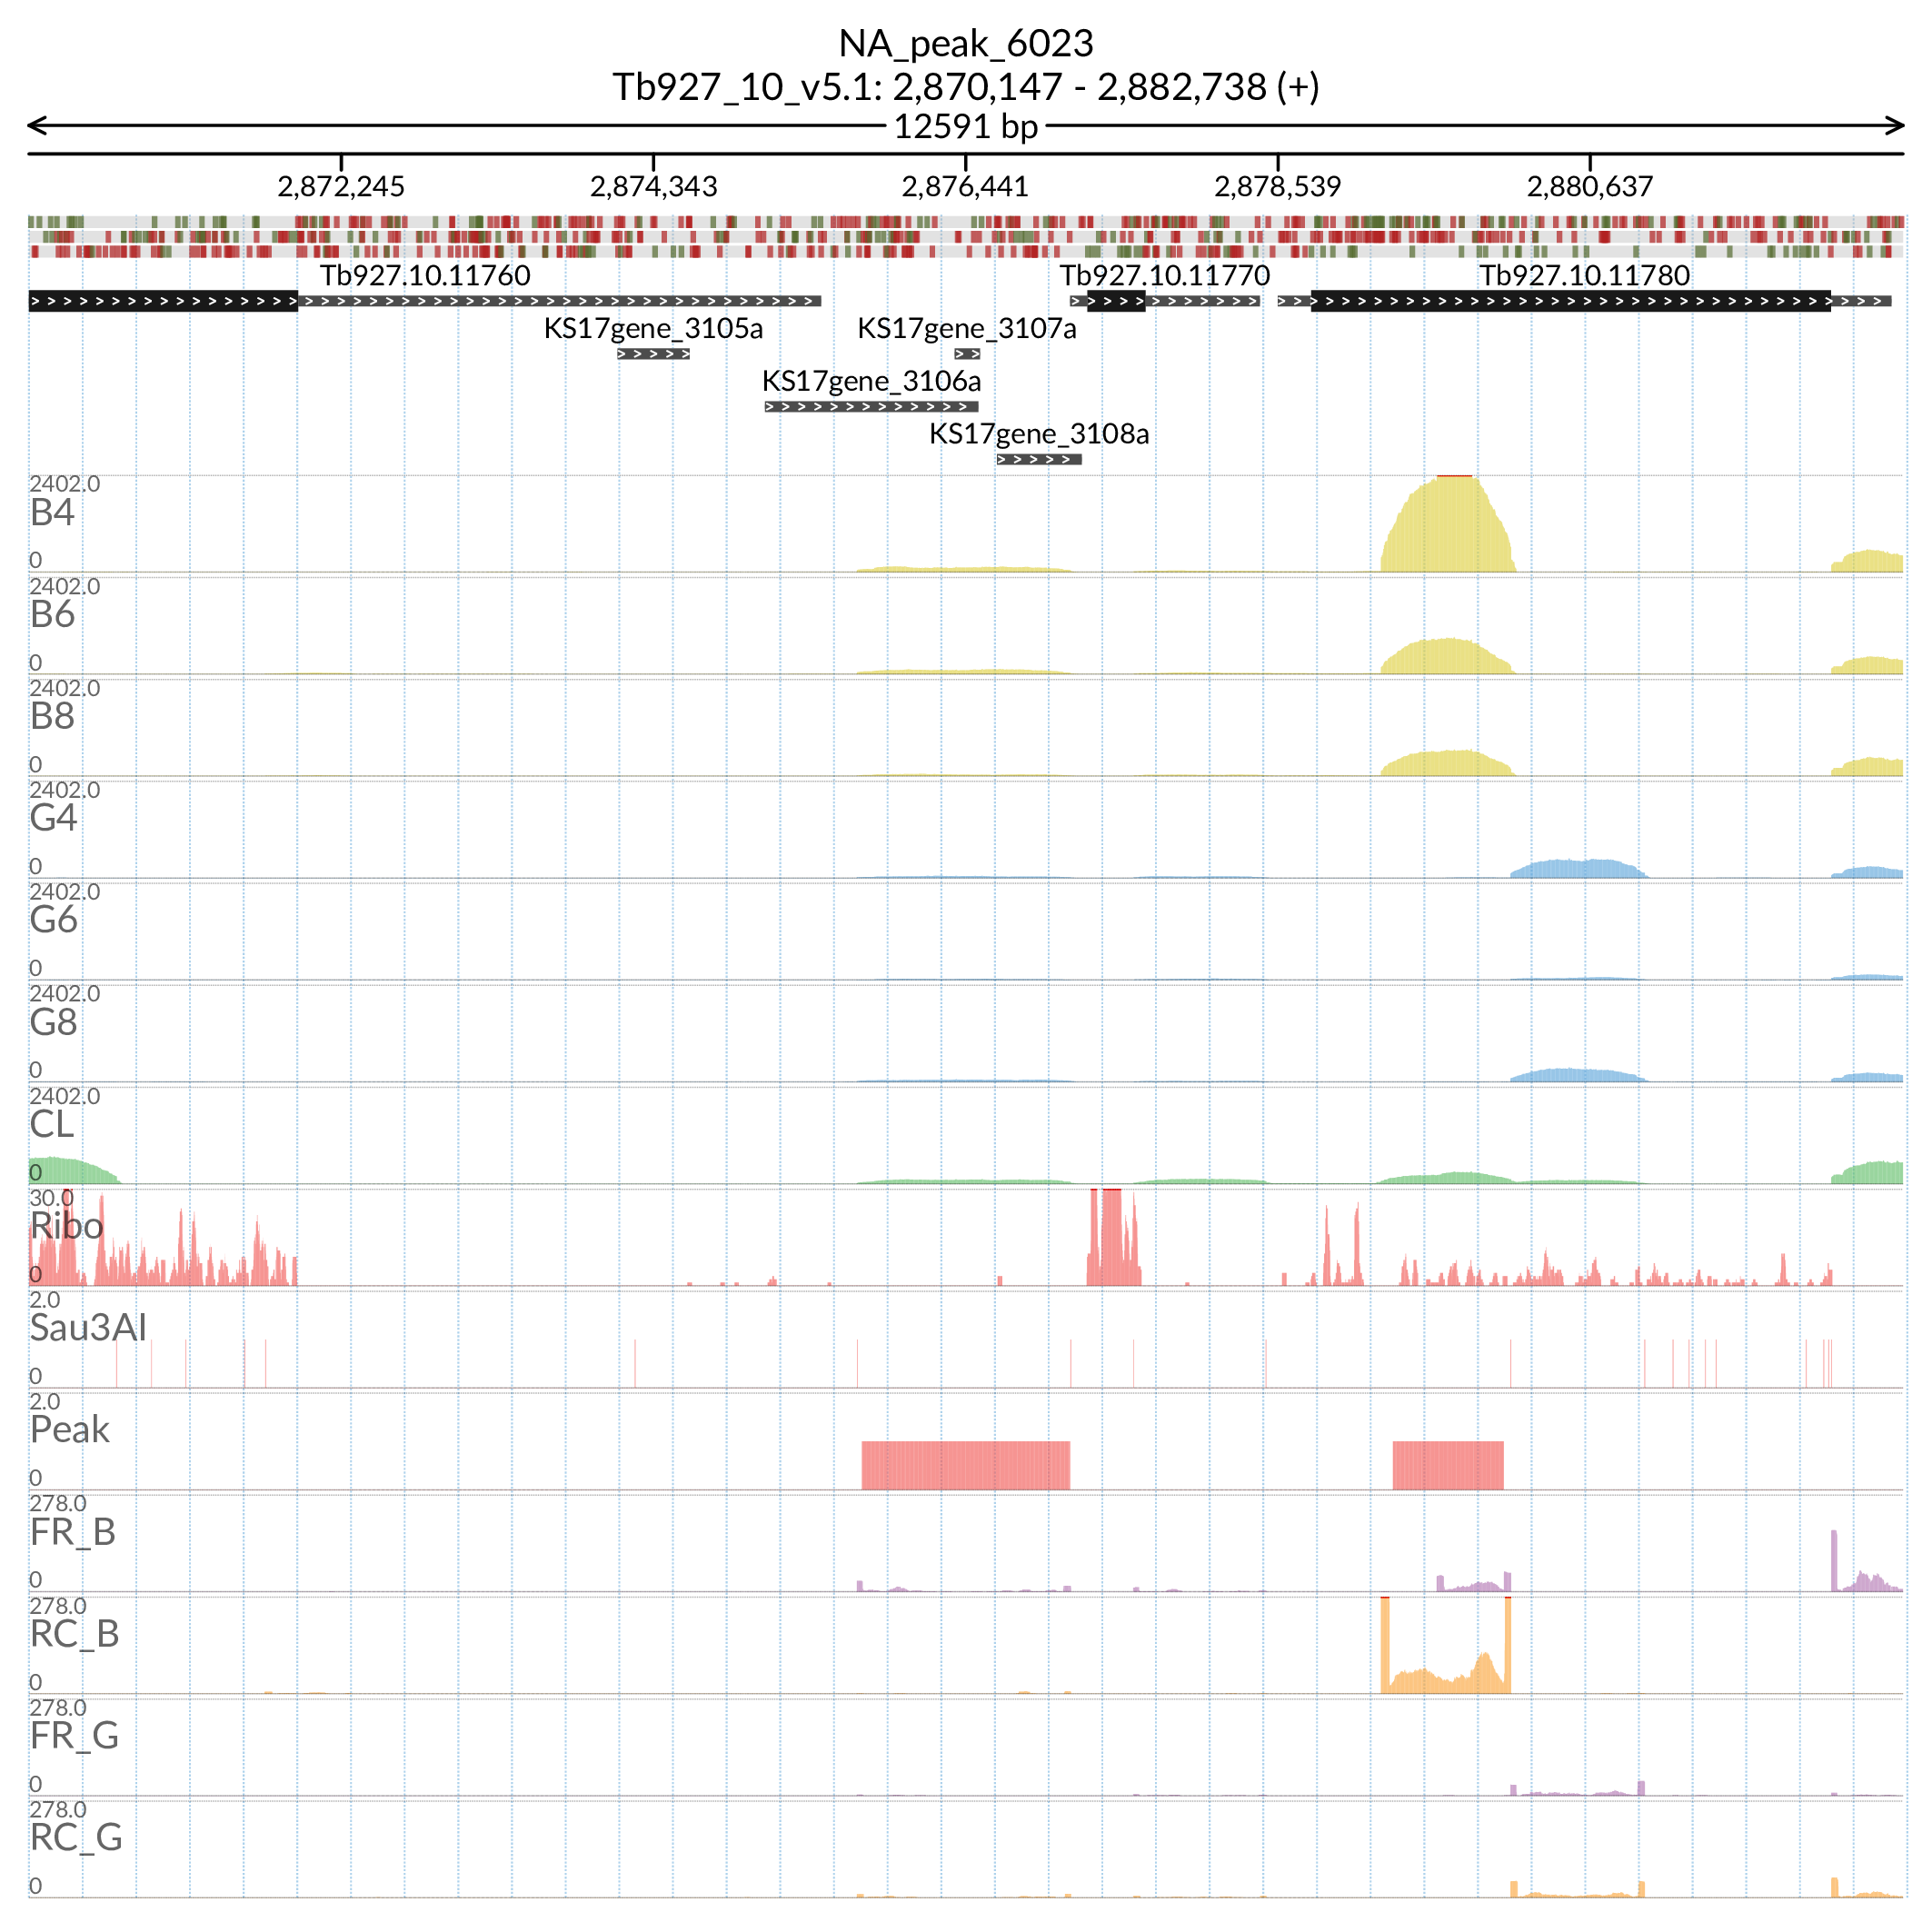 NA_peak_6023
Tb927_10_v5.1: 2,870,147 - 2,882,738 (+)
12591 bp
2,872,245 2,874,343 2,876,441 2,878,539 2,880,637
Tb927.10.11760 Tb927.10.11770 Tb927.10.11780
KS17gene_3105a KS17gene_3107a
KS17gene_3106a
KS17gene_3108a
2402.0
B4
0
2402.0
B6
0
2402.0
B8
0
2402.0
G4
0
2402.0
G6
0
2402.0
G8
0
2402.0
CL
0
30.0
Ribo
0
2.0
Sau3AI
0
2.0
Peak
0
278.0
FR_B
0
278.0
RC_B
0
278.0
FR_G
0
278.0
RC_G
0